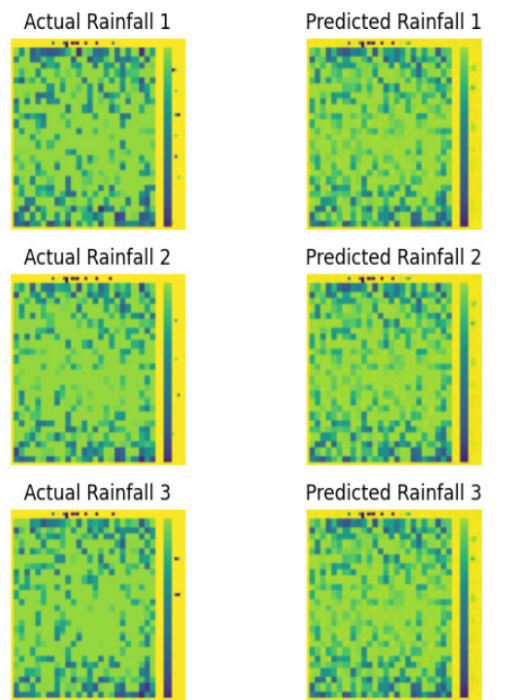 Actual Rainfall 1
Predicted Rainfall 1
Actual Rainfall 2
Predicted Rainfall 2
Actual Rainfall 3
Predicted Rainfall 3